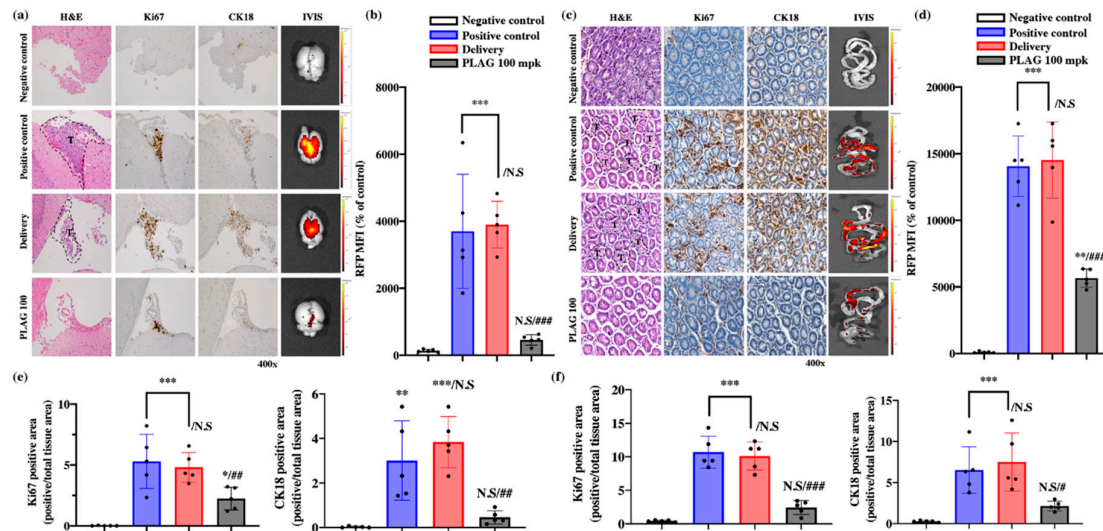 (a)
H&E
Ki67
CK18
IVIS
Negative control
Positive control
T
Delivery
T
PLAG 100
400x
(b)
Negative control
Positive control
Delivery
PLAG 100 mpk
RFP MFI (% of control)
8000
6000
4000
2000
0
***
/N.S
N.S/###
(c)
H&E
Ki67
CK18
IVIS
Negative control
Positive control
T
Delivery
T
PLAG 100
400x
(d)
Negative control
Positive control
Delivery
PLAG 100 mpk
RFP MFI (% of control)
20000
15000
10000
5000
0
***
/N.S
**/###
(e)
Ki67 positive area
(positive/total tissue area)
10
5
0
***
/N.S
*/##
CK18 positive area
(positive/total tissue area)
6
4
2
0
**
***/N.S
N.S/##
(f)
Ki67 positive area
(positive/total tissue area)
20
15
10
5
0
***
/N.S
N.S/###
CK18 positive area
(positive/total tissue area)
20
15
10
5
0
***
/N.S
N.S/#